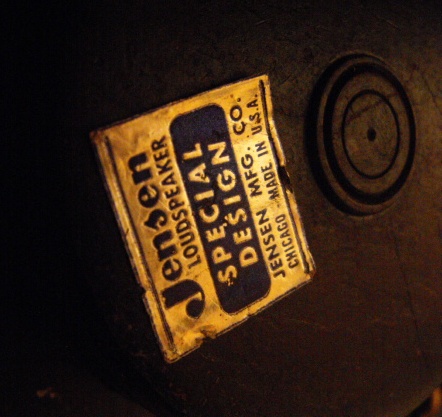 Jensen
LOUDSPEAKER
SPECIAL
DESIGN
JENSEN MFG. CO.
CHICAGO MADE IN U.S.A.